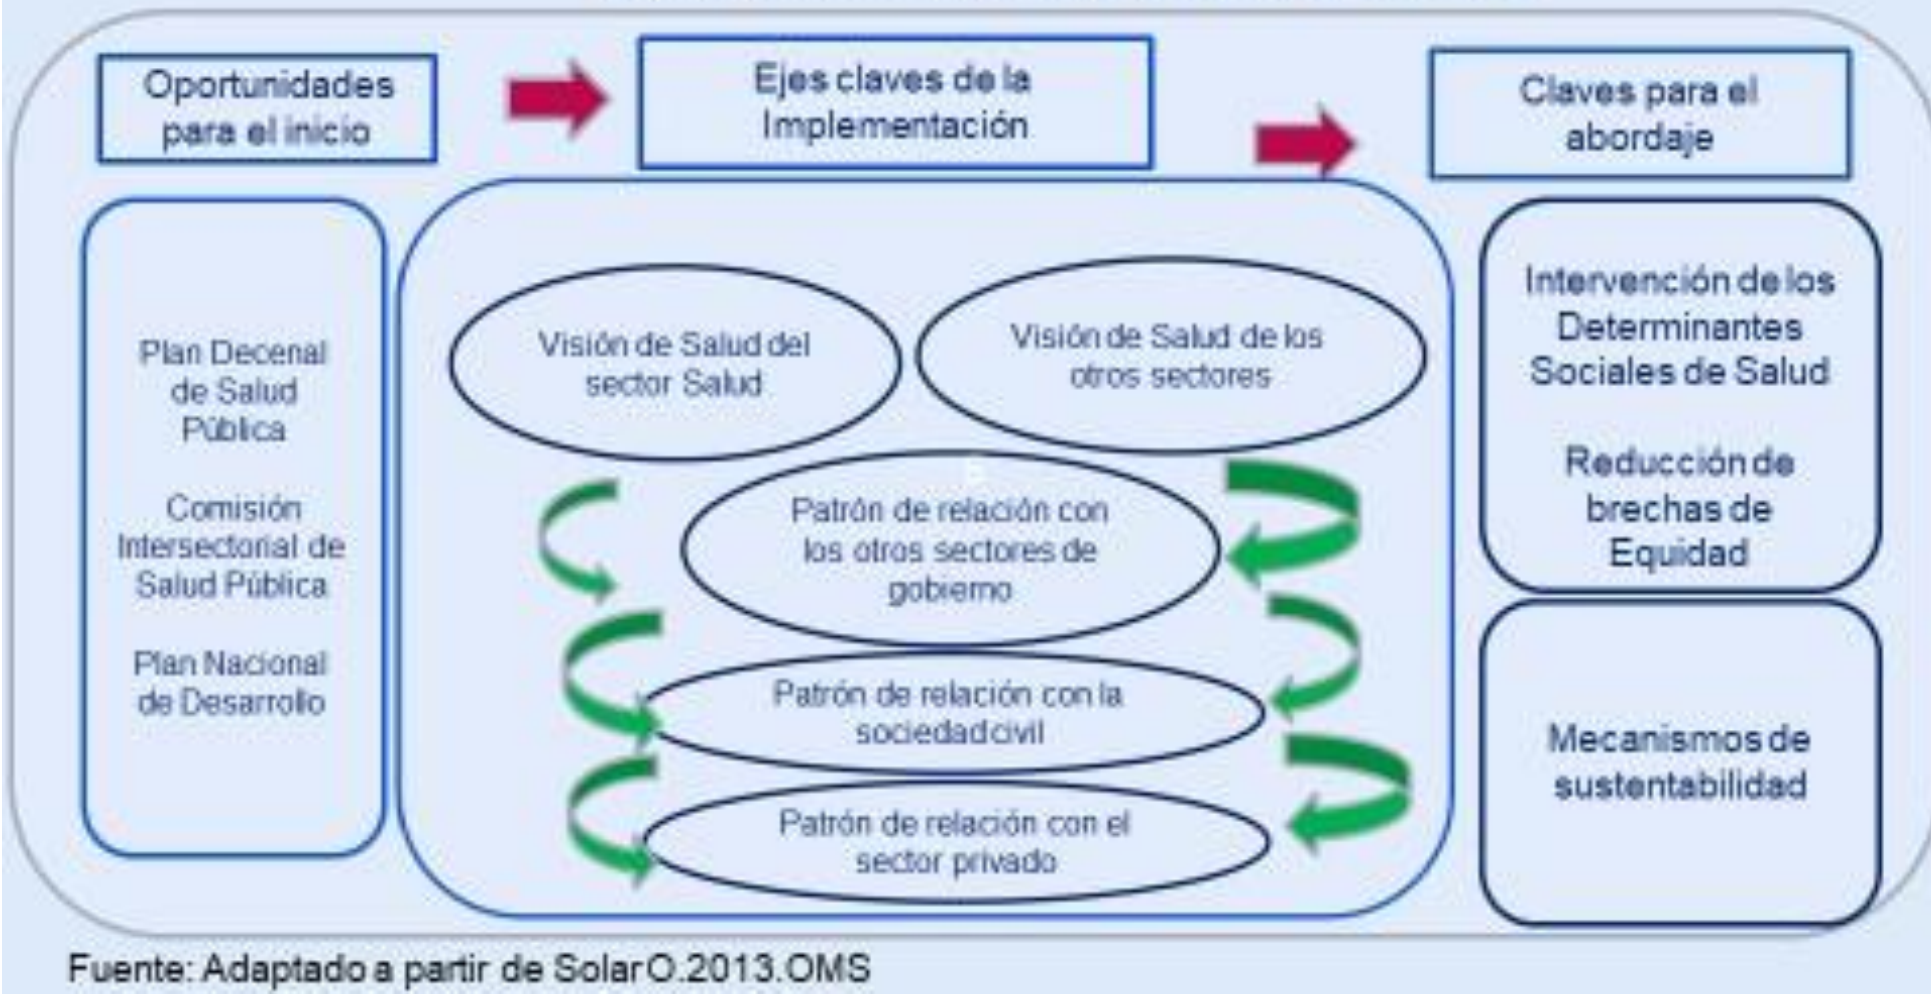 Oportunidades
para el inicio
Ejes claves de la
Implementación
Claves para el
abordaje
Plan Decenal
de Salud
Pública
Comisión
Intersectorial de
Salud Pública
Plan Nacional
de Desarrollo
Visión de Salud del
sector Salud
Visión de Salud de los
otros sectores
Patrón de relación con
los otros sectores de
gobierno
Patrón de relación con la
sociedad civil
Patrón de relación con el
sector privado
Intervención de los
Determinantes
Sociales de Salud
Reducción de
brechas de
Equidad
Mecanismos de
sustentabilidad
Fuente: Adaptado a partir de Solar O.2013.OMS